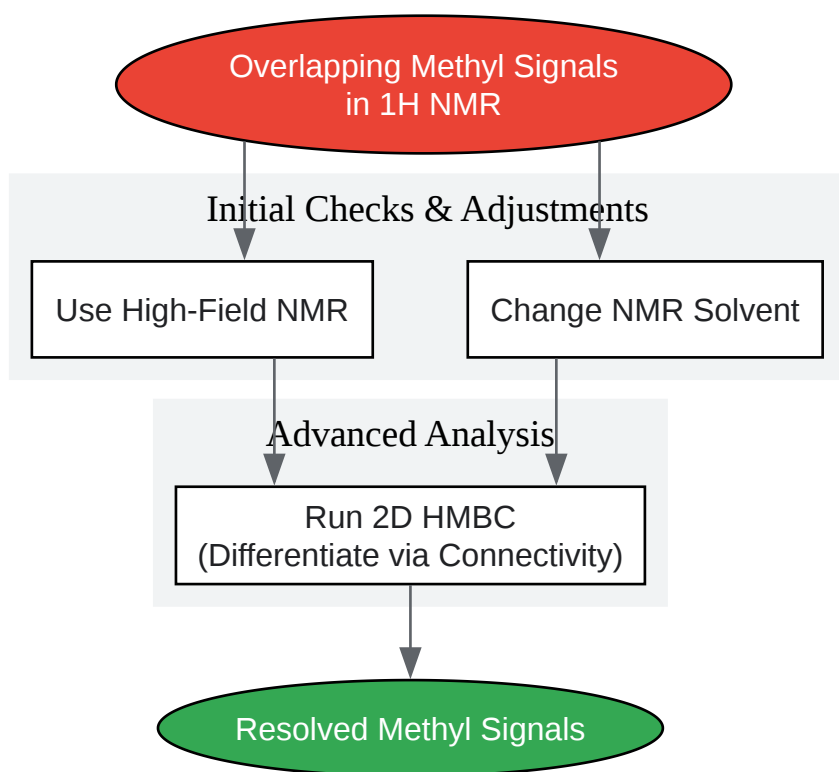 Overlapping Methyl Signals
in 1H NMR
Initial Checks & Adjustments
Use High-Field NMR
Change NMR Solvent
Advanced Analysis
Run 2D HMBC
(Differentiate via Connectivity)
Resolved Methyl Signals